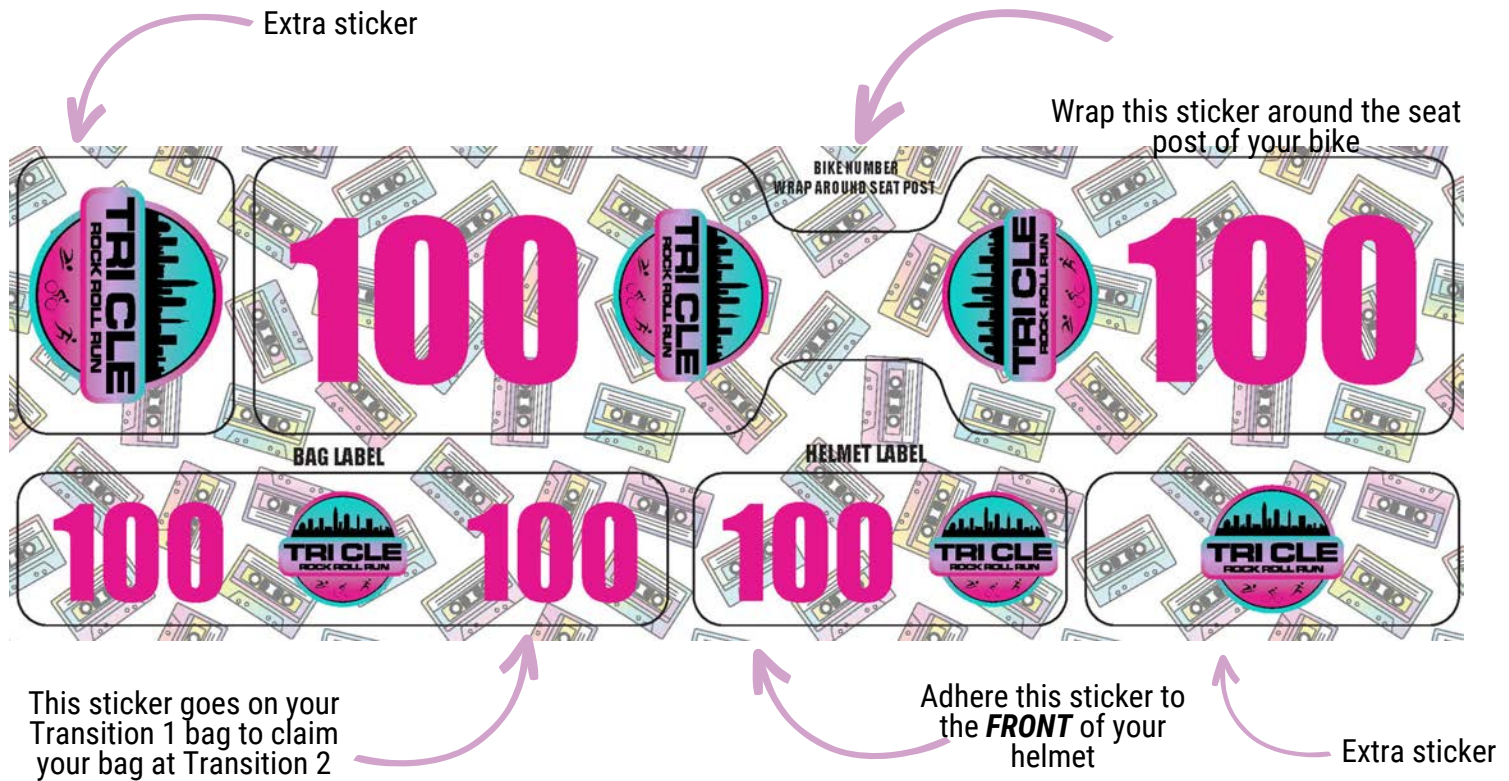 Extra sticker
Wrap this sticker around the seat
post of your bike
BIKE NUMBER
WRAP AROUND SEAT POST
TRI CLE
ROCK ROLL RUN
100
TRI CLE
ROCK ROLL RUN
TRI CLE
ROCK ROLL RUN
100
BAG LABEL
HELMET LABEL
100
TRI CLE
ROCK ROLL RUN
100
100
TRI CLE
ROCK ROLL RUN
TRI CLE
ROCK ROLL RUN
This sticker goes on your
Transition 1 bag to claim
your bag at Transition 2
Adhere this sticker to
the FRONT of your
helmet
Extra sticker